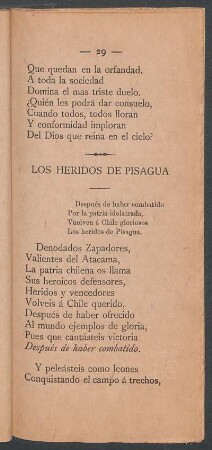 — 29 —
Que quedan en la orfandad,
A toda la sociedad
Domina el mas triste duelo.
¿Quién les podrá dar consuelo,
Cuando todos, todos lloran
Y conformidad imploran
Del Dios que reina en el cielo?
LOS HERIDOS DE PISAGUA
Después de haber combatido
Por la patria idolatrada,
Vuelven á Chile gloriosos
Los heridos de Pisagua.
Denodados Zapadores,
Valientes del Atacama,
La patria chilena os llama
Sus heroicos defensores,
Heridos y vencedores
Volveis á Chile querido,
Después de haber ofrecido
Al mundo ejemplos de gloria,
Pues que cantásteis victoria
Después de haber combatido.
Y peleásteis como leones
Conquistando el campo á trechos,